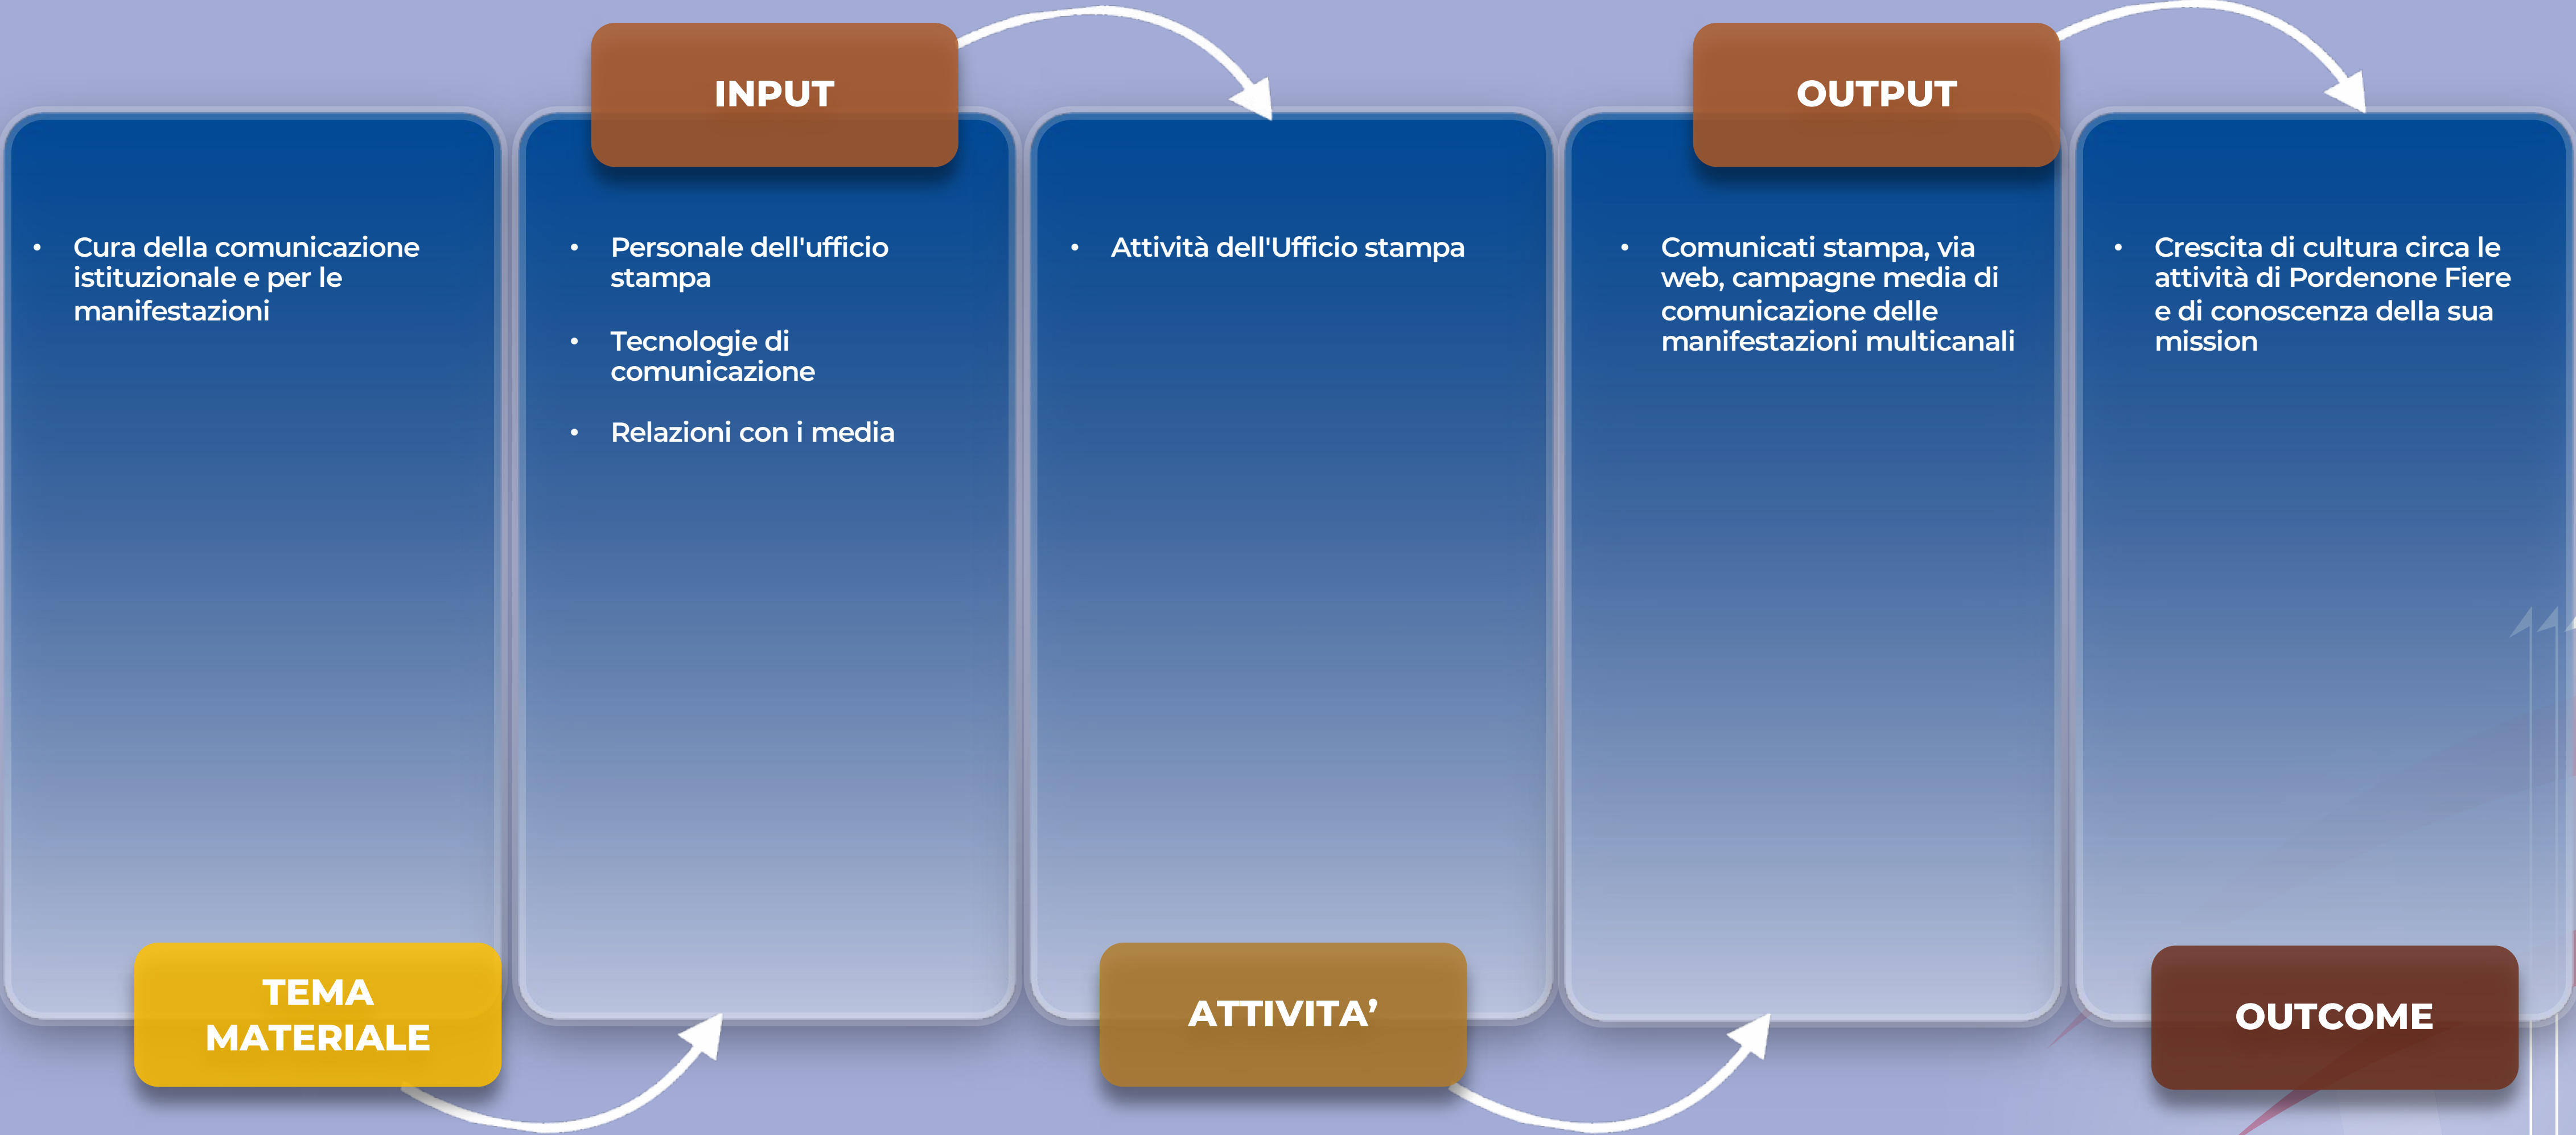 TEMA
MATERIALE
• Cura della comunicazione
istituzionale e per le
manifestazioni
INPUT
• Personale dell'ufficio
stampa
• Tecnologie di
comunicazione
• Relazioni con i media
ATTIVITA’
• Attività dell'Ufficio stampa
OUTPUT
• Comunicati stampa, via
web, campagne media di
comunicazione delle
manifestazioni multicanali
OUTCOME
• Crescita di cultura circa le
attività di Pordenone Fiere
e di conoscenza della sua
mission